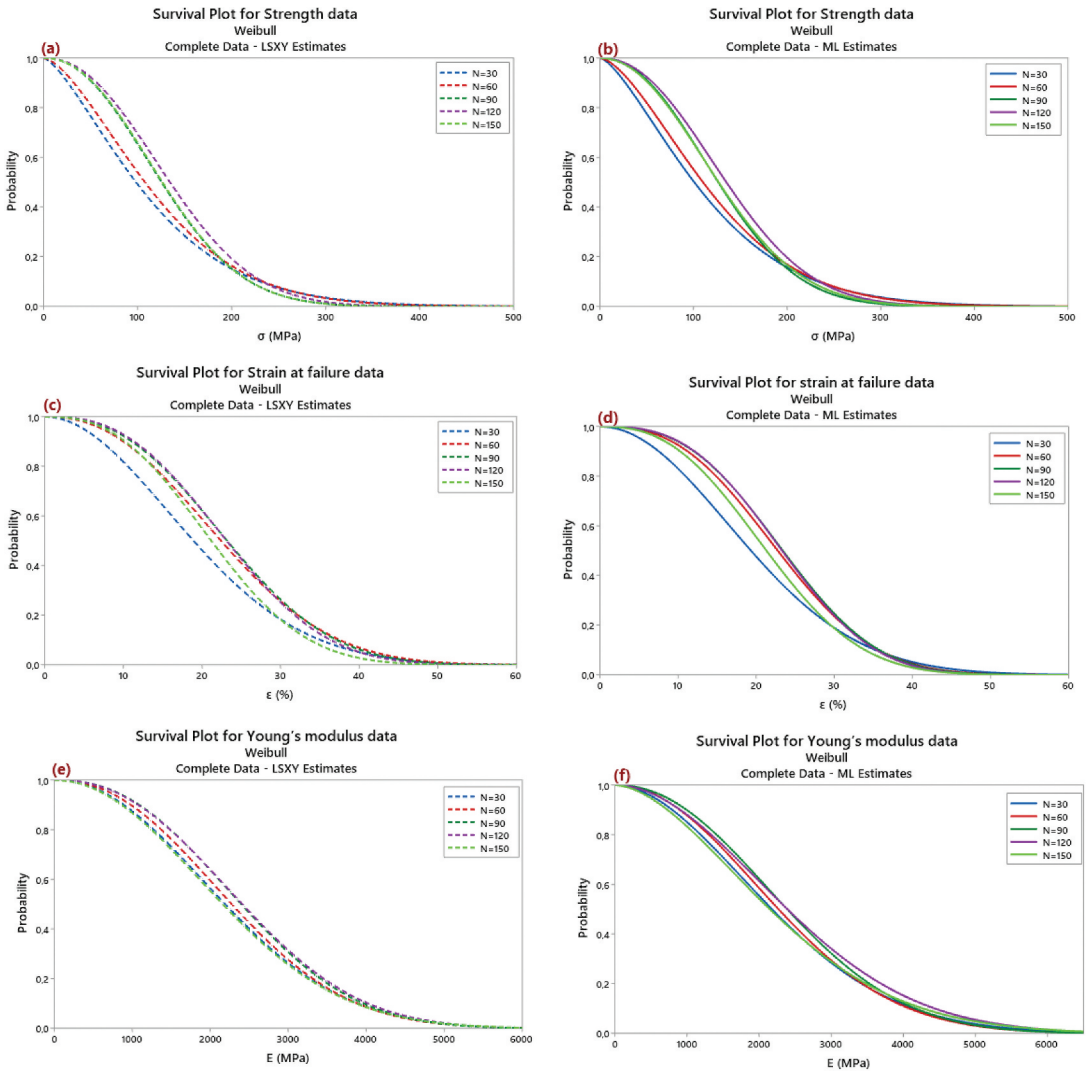 Survival Plot for Strength data
Weibull
Complete Data - LSXY Estimates
(a)
1,0
0,8
0,6
0,4
0,2
0,0
Probability
0
100
200
300
400
500
σ (MPa)
N=30
N=60
N=90
N=120
N=150
Survival Plot for Strength data
Weibull
Complete Data - ML Estimates
(b)
1,0
0,8
0,6
0,4
0,2
0,0
Probability
0
100
200
300
400
500
σ (MPa)
N=30
N=60
N=90
N=120
N=150
Survival Plot for Strain at failure data
Weibull
Complete Data - LSXY Estimates
(c)
1,0
0,8
0,6
0,4
0,2
0,0
Probability
0
10
20
30
40
50
60
ε (%)
N=30
N=60
N=90
N=120
N=150
Survival Plot for strain at failure data
Weibull
Complete Data - ML Estimates
(d)
1,0
0,8
0,6
0,4
0,2
0,0
Probability
0
10
20
30
40
50
60
ε (%)
N=30
N=60
N=90
N=120
N=150
Survival Plot for Young's modulus data
Weibull
Complete Data - LSXY Estimates
(e)
1,0
0,8
0,6
0,4
0,2
0,0
Probability
0
1000
2000
3000
4000
5000
6000
E (MPa)
N=30
N=60
N=90
N=120
N=150
Survival Plot for Young's modulus data
Weibull
Complete Data - ML Estimates
(f)
1,0
0,8
0,6
0,4
0,2
0,0
Probability
0
1000
2000
3000
4000
5000
6000
E (MPa)
N=30
N=60
N=90
N=120
N=150